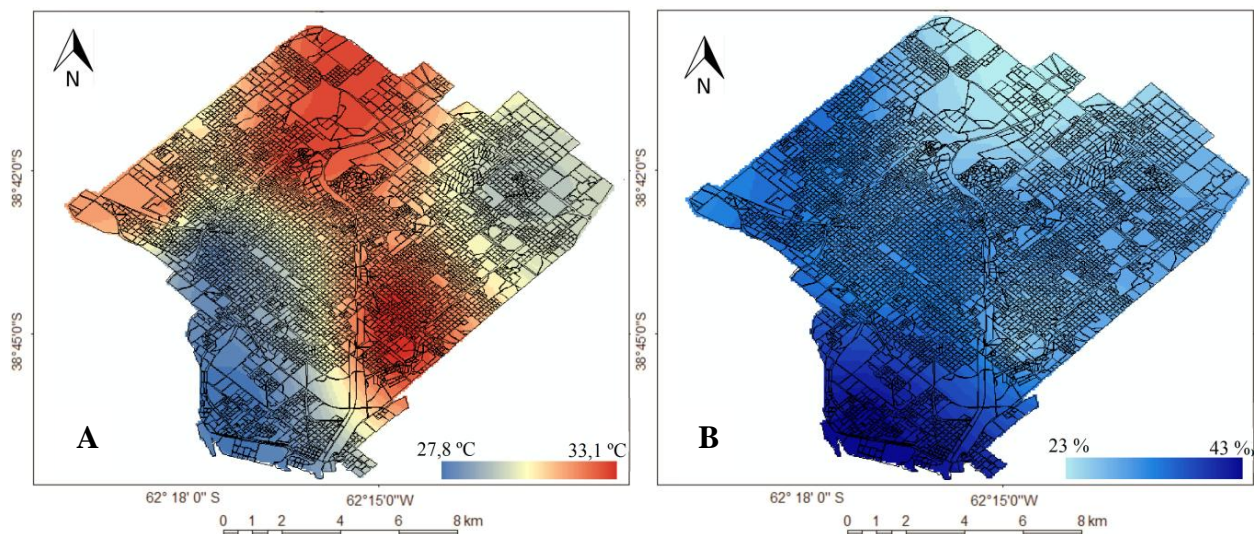 N
38°42'0"S
38°45'0"S
A
27,8 ºC 33,1 ºC
62° 18' 0" S 62°15'0"W
0 1 2 4 6 8 km
N
38°42'0"S
38°45'0"S
B
23 % 43 %
62° 18' 0" S 62°15'0"W
0 1 2 4 6 8 km